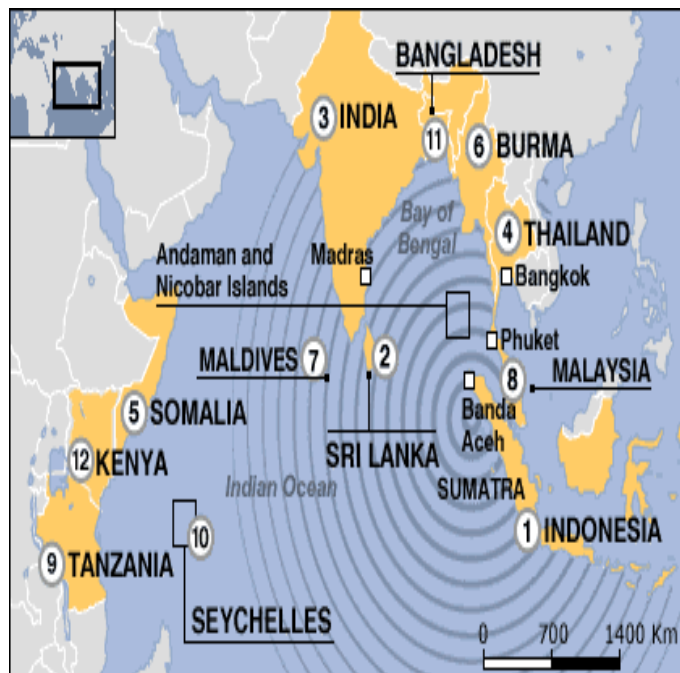 BANGLADESH
3 INDIA
11
6 BURMA
Bay of
Bengal
4 THAILAND
Andaman and
Nicobar Islands
Madras
Bangkok
Phuket
MALDIVES 7
2
8 MALAYSIA
5 SOMALIA
Banda
Aceh
SRI LANKA
12 KENYA
Indian Ocean
SUMATRA
10
1 INDONESIA
9 TANZANIA
SEYCHELLES
0 700 1400 Km